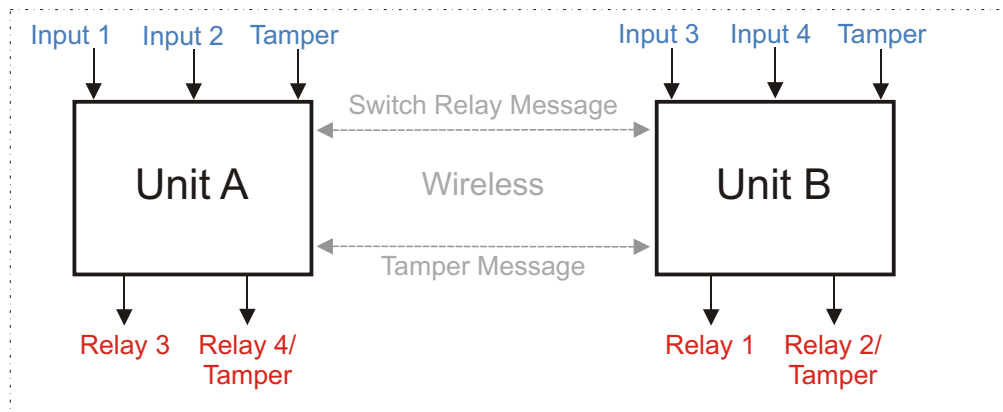 Input 1 Input 2 Tamper Input 3 Input 4 Tamper
Switch Relay Message
Unit A Wireless Unit B
Tamper Message
Relay 3 Relay 4/ Relay 1 Relay 2/
Tamper Tamper